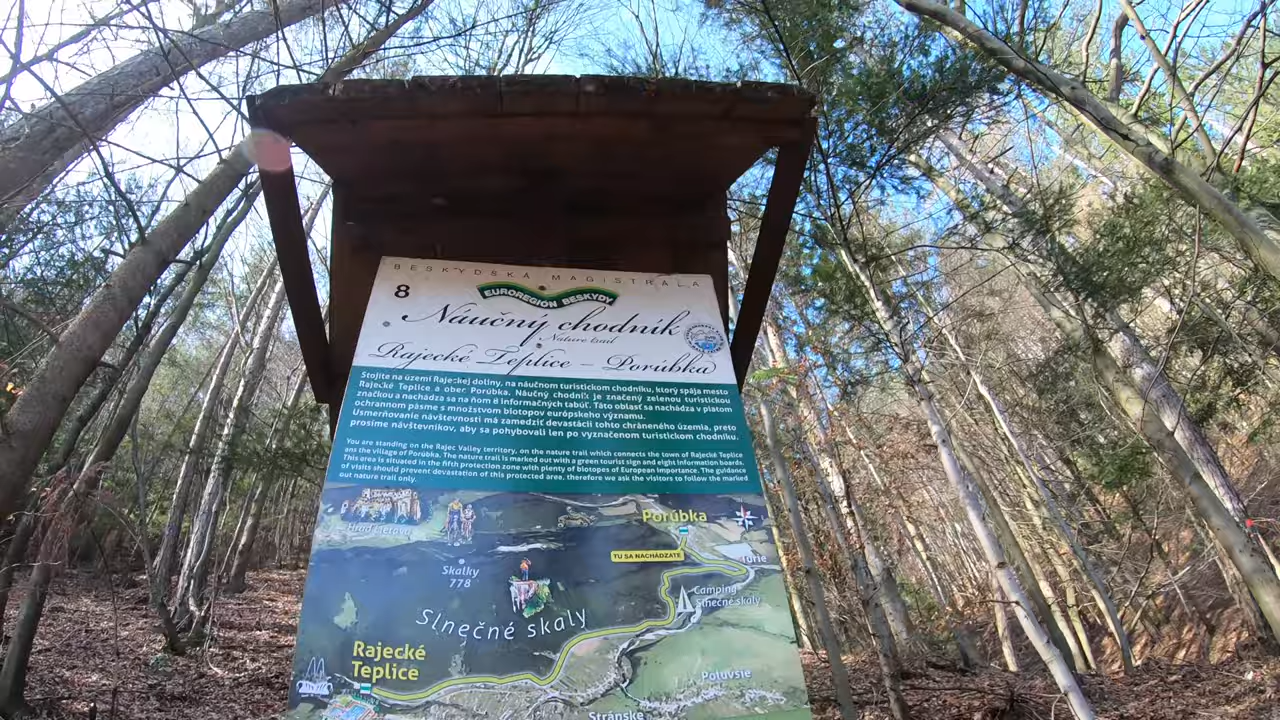 BESKYDSKÁ MAGISTRÁLA
8
EUROREGIÓN BESKYDY
Náučný chodník
Nature trail
Rajecké Teplice – Porúbka
Stojíte na území Rajeckej doliny, na náučnom turistickom chodníku, ktorý spája mesto
Rajecké Teplice a obec Porúbka. Náučný chodník je značený zelenou turistickou
značkou a nachádza sa na ňom 8 informačných tabúľ. Táto oblasť sa nachádza v piatom
ochrannom pásme s množstvom biotopov európskeho významu.
Usmerňovanie návštevnosti má zamedziť devastácii tohto chráneného územia, preto
prosíme návštevníkov, aby sa pohybovali len po vyznačenom turistickom chodníku.
You are standing on the Rajec Valley territory, on the nature trail which connects the town of Rajecké Teplice
and the village of Porúbka. The nature trail is marked out with a green tourist sign and eight information boards.
This area is situated in the fifth protection zone with plenty of biotopes of European importance. The guidance
of visits should prevent devastation of this protected area, therefore we ask the visitors to follow the marked
out nature trail only.
Porúbka
TU SA NACHÁDZATE
Turie
Skalky
778
Camping
Slnečné skaly
Slnečné skaly
Rajecké
Teplice
Poluvsie
Stránske